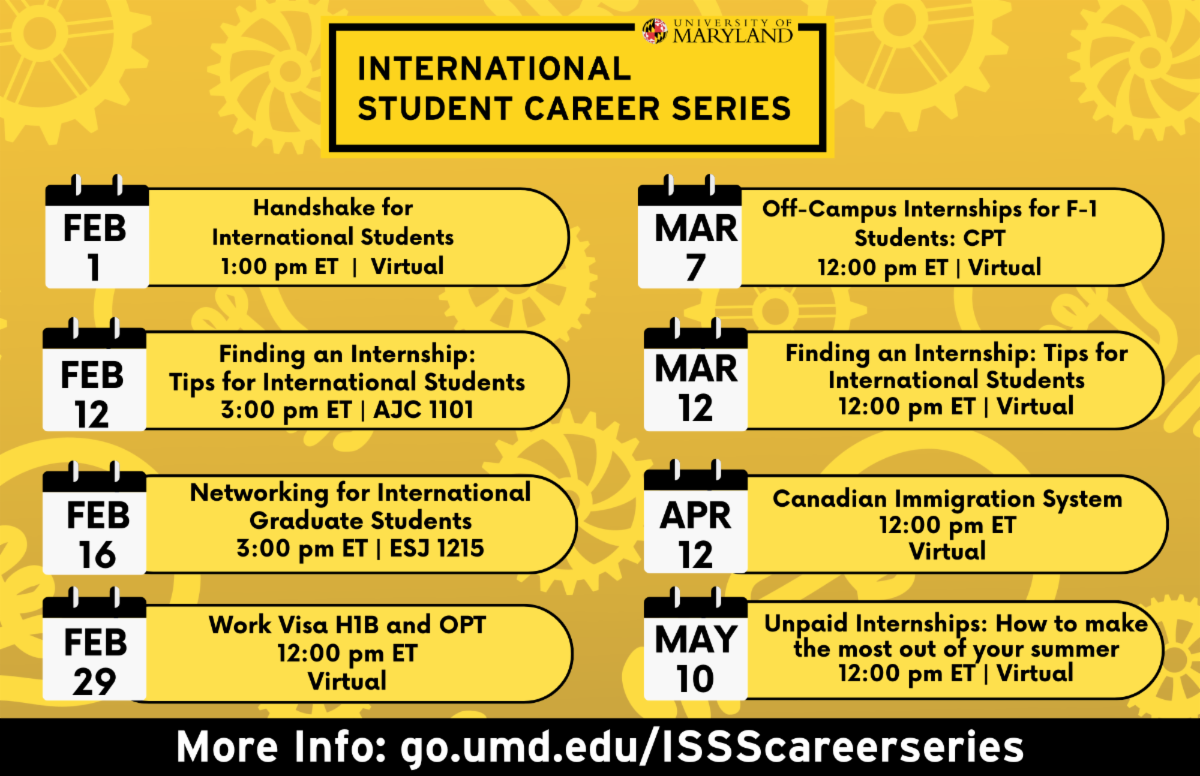 UNIVERSITY OF
MARYLAND
INTERNATIONAL
STUDENT CAREER SERIES
FEB
1
Handshake for
International Students
1:00 pm ET | Virtual
FEB
12
Finding an Internship:
Tips for International Students
3:00 pm ET | AJC 1101
FEB
16
Networking for International
Graduate Students
3:00 pm ET | ESJ 1215
FEB
29
Work Visa H1B and OPT
12:00 pm ET
Virtual
MAR
7
Off-Campus Internships for F-1
Students: CPT
12:00 pm ET | Virtual
MAR
12
Finding an Internship: Tips for
International Students
12:00 pm ET | Virtual
APR
12
Canadian Immigration System
12:00 pm ET
Virtual
MAY
10
Unpaid Internships: How to make
the most out of your summer
12:00 pm ET | Virtual
More Info: go.umd.edu/ISSScareerseries